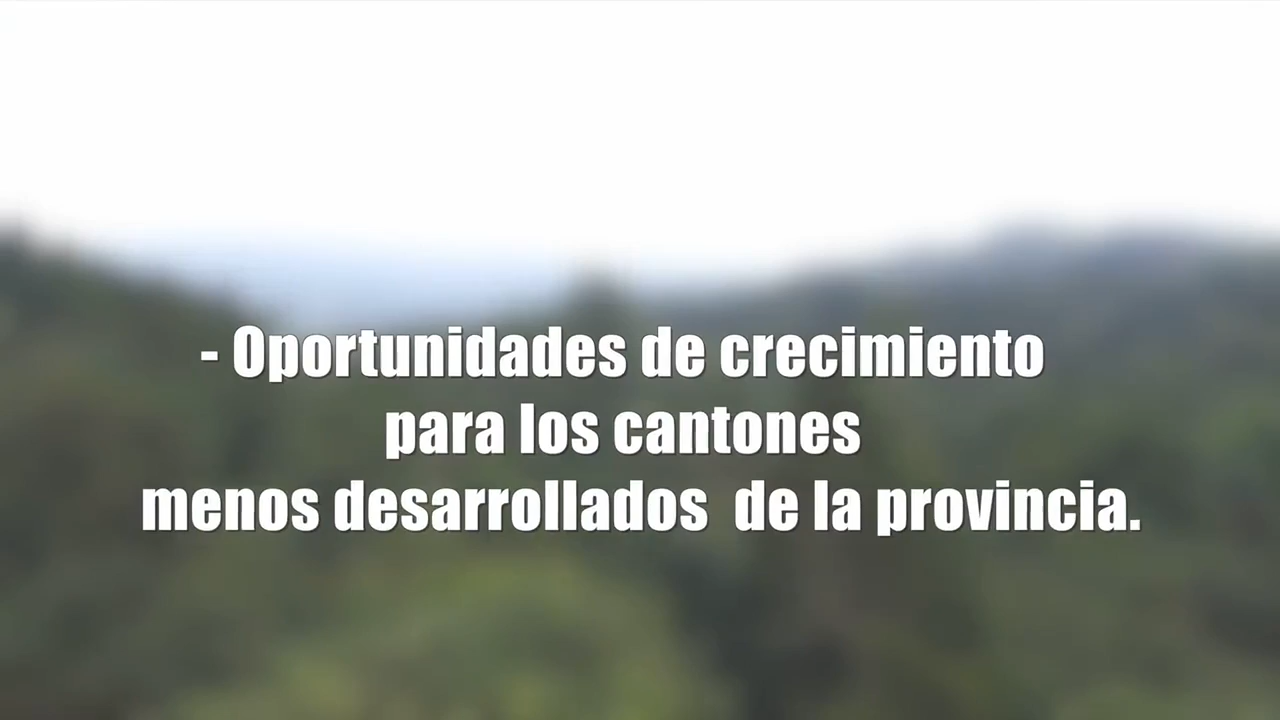 - Oportunidades de crecimiento
para los cantones
menos desarrollados  de la provincia.